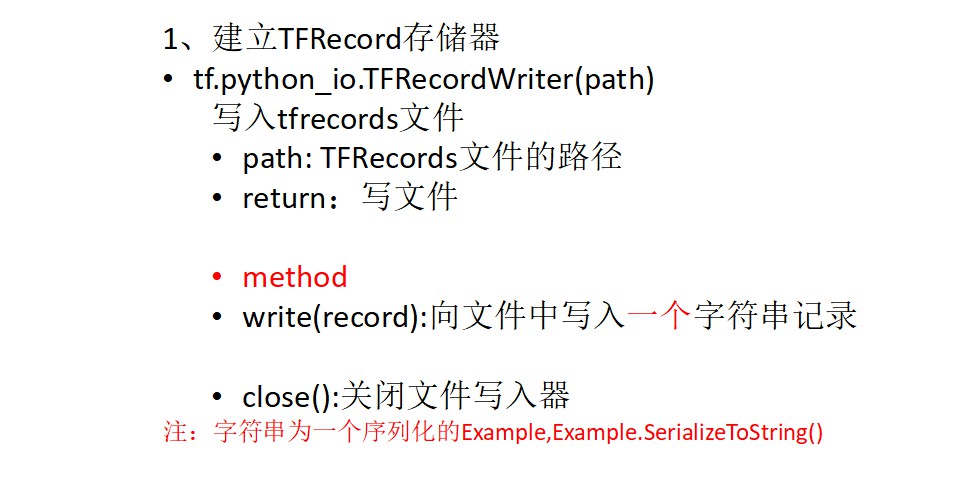 1、建立TFRecord存储器
• tf.python_io.TFRecordWriter(path)
写入tfrecords文件
• path: TFRecords文件的路径
• return：写文件
• method
• write(record):向文件中写入一个字符串记录
• close():关闭文件写入器
注：字符串为一个序列化的Example,Example.SerializeToString()